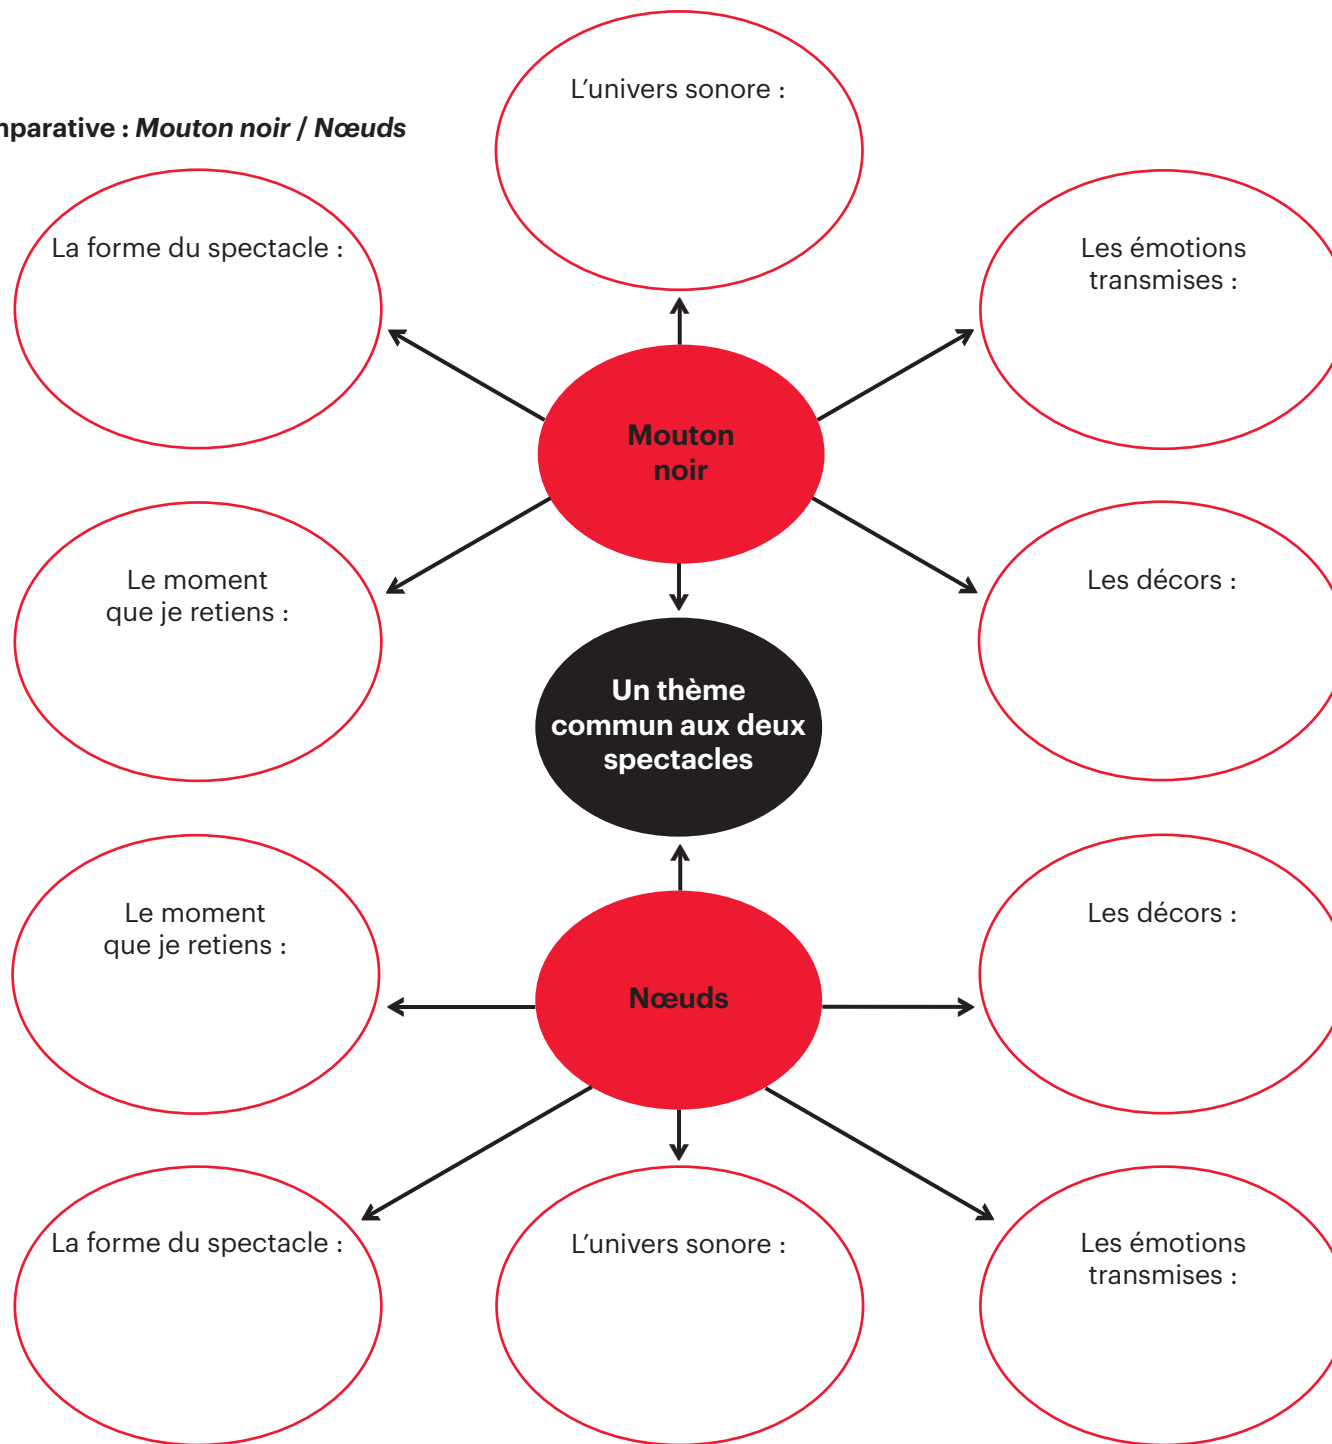 L'univers sonore :
nparative : Mouton noir / Nœuds
La forme du spectacle :
Les émotions
transmises :
Mouton
noir
Le moment
que je retiens :
Les décors :
Un thème
commun aux deux
spectacles
Le moment
que je retiens :
Les décors :
Nœuds
La forme du spectacle :
L'univers sonore :
Les émotions
transmises :